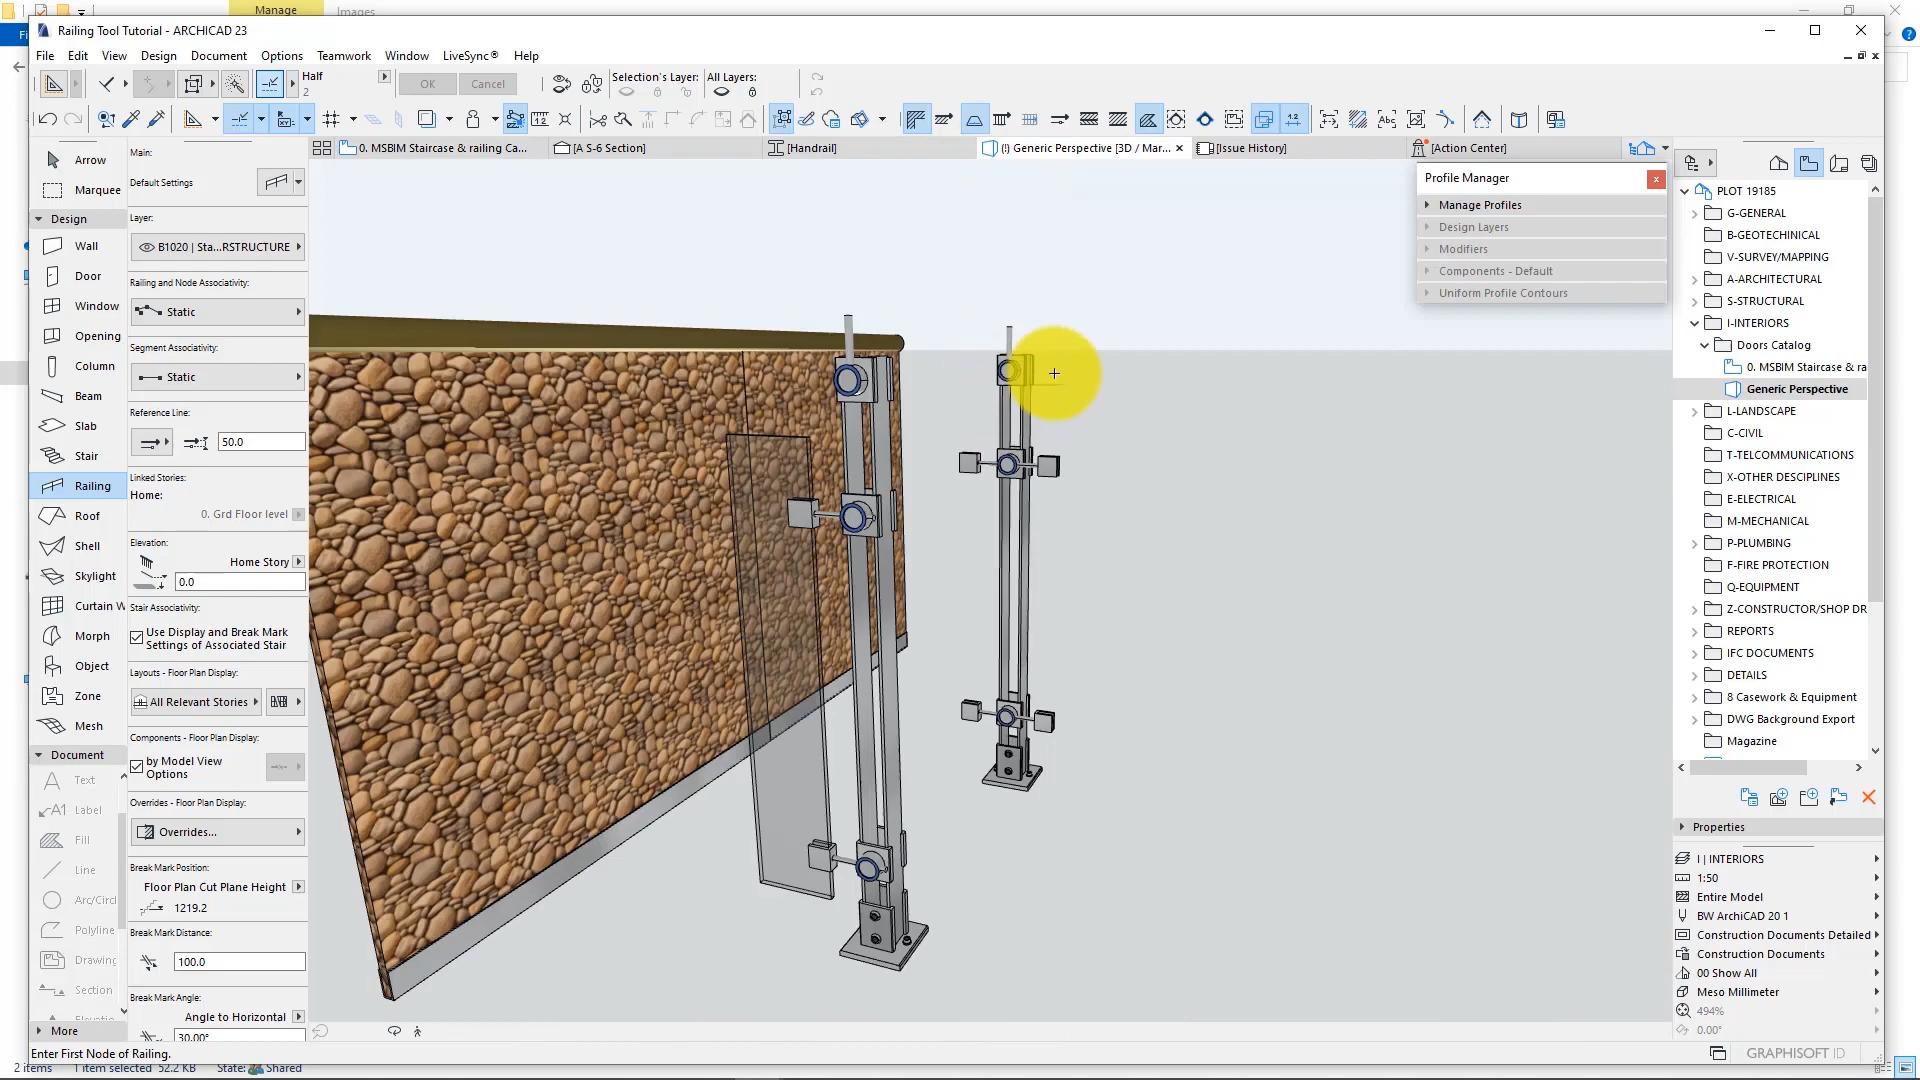 Manage
Images
Railing Tool Tutorial - ARCHICAD 23
File Edit View Design Document Options Teamwork Window LiveSync® Help
Half
2
OK
Cancel
Selection's Layer:
All Layers:
0. MSBIM Staircase & railing Ca...
[A S-6 Section]
[Handrail]
(!) Generic Perspective [3D / Mar...
[Issue History]
[Action Center]
Arrow
Marquee
Design
Wall
Door
Window
Opening
Column
Beam
Slab
Stair
Railing
Roof
Shell
Skylight
Curtain W
Morph
Object
Zone
Mesh
Document
Text
Label
Fill
Line
Arc/Circl
Polyline
Drawing
Section
More
Main:
Default Settings
Layer:
B1020 | Sta...RSTRUCTURE
Railing and Node Associativity:
Static
Segment Associativity:
Static
Reference Line:
50.0
Linked Stories:
Home:
0. Grd Floor level
Elevation:
Home Story
0.0
Stair Associativity:
Use Display and Break Mark
Settings of Associated Stair
Layouts - Floor Plan Display:
All Relevant Stories
Components - Floor Plan Display:
by Model View
Options
Overrides - Floor Plan Display:
Overrides...
Break Mark Position:
Floor Plan Cut Plane Height
1219.2
Break Mark Distance:
100.0
Break Mark Angle:
Angle to Horizontal
30.00°
Profile Manager
Manage Profiles
Design Layers
Modifiers
Components - Default
Uniform Profile Contours
PLOT 19185
G-GENERAL
B-GEOTECHINICAL
V-SURVEY/MAPPING
A-ARCHITECTURAL
S-STRUCTURAL
I-INTERIORS
Doors Catalog
0. MSBIM Staircase & ra
Generic Perspective
L-LANDSCAPE
C-CIVIL
T-TELCOMMUNICATIONS
X-OTHER DESCIPLINES
E-ELECTRICAL
M-MECHANICAL
P-PLUMBING
F-FIRE PROTECTION
Q-EQUIPMENT
Z-CONSTRUCTOR/SHOP DR
REPORTS
IFC DOCUMENTS
DETAILS
8 Casework & Equipment
DWG Background Export
Magazine
Properties
I | INTERIORS
1:50
Entire Model
BW ArchiCAD 20 1
Construction Documents Detailed
Construction Documents
00 Show All
Meso Millimeter
494%
0.00°
Enter First Node of Railing.
GRAPHISOFT ID
2 items 1 item selected 52.2 KB State: Shared